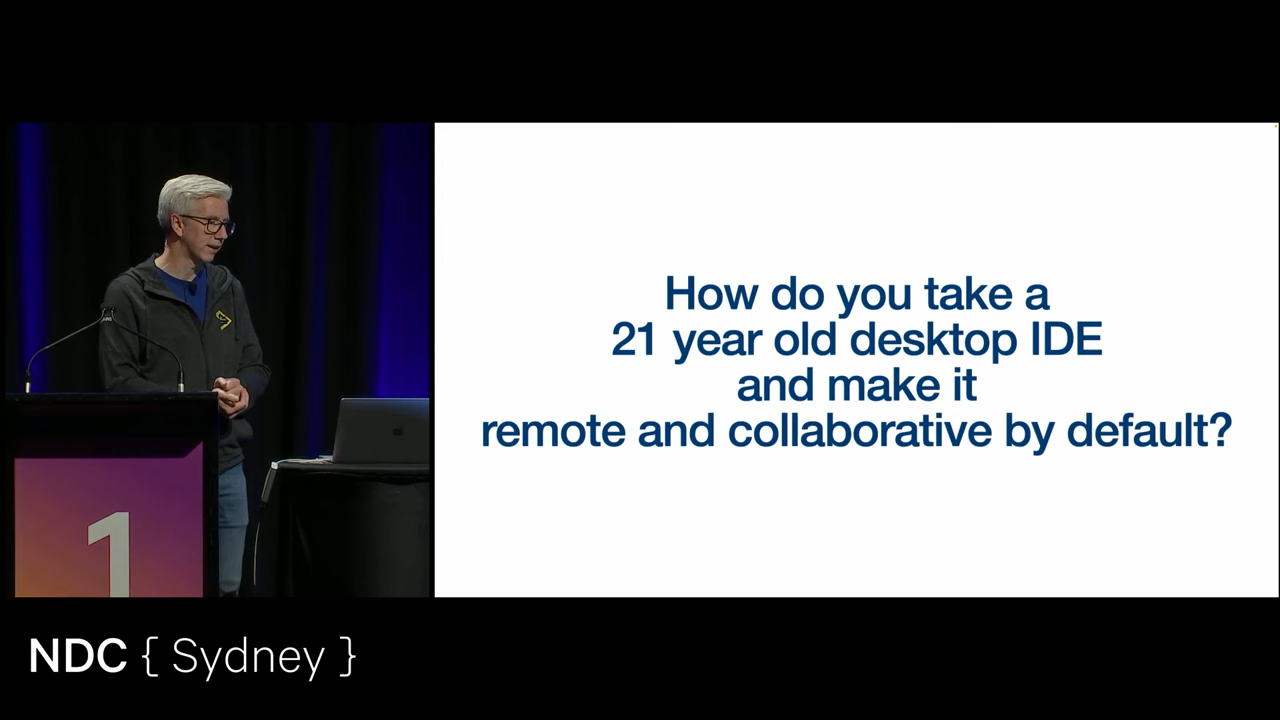 How do you take a
21 year old desktop IDE
and make it
remote and collaborative by default?
1
NDC { Sydney }